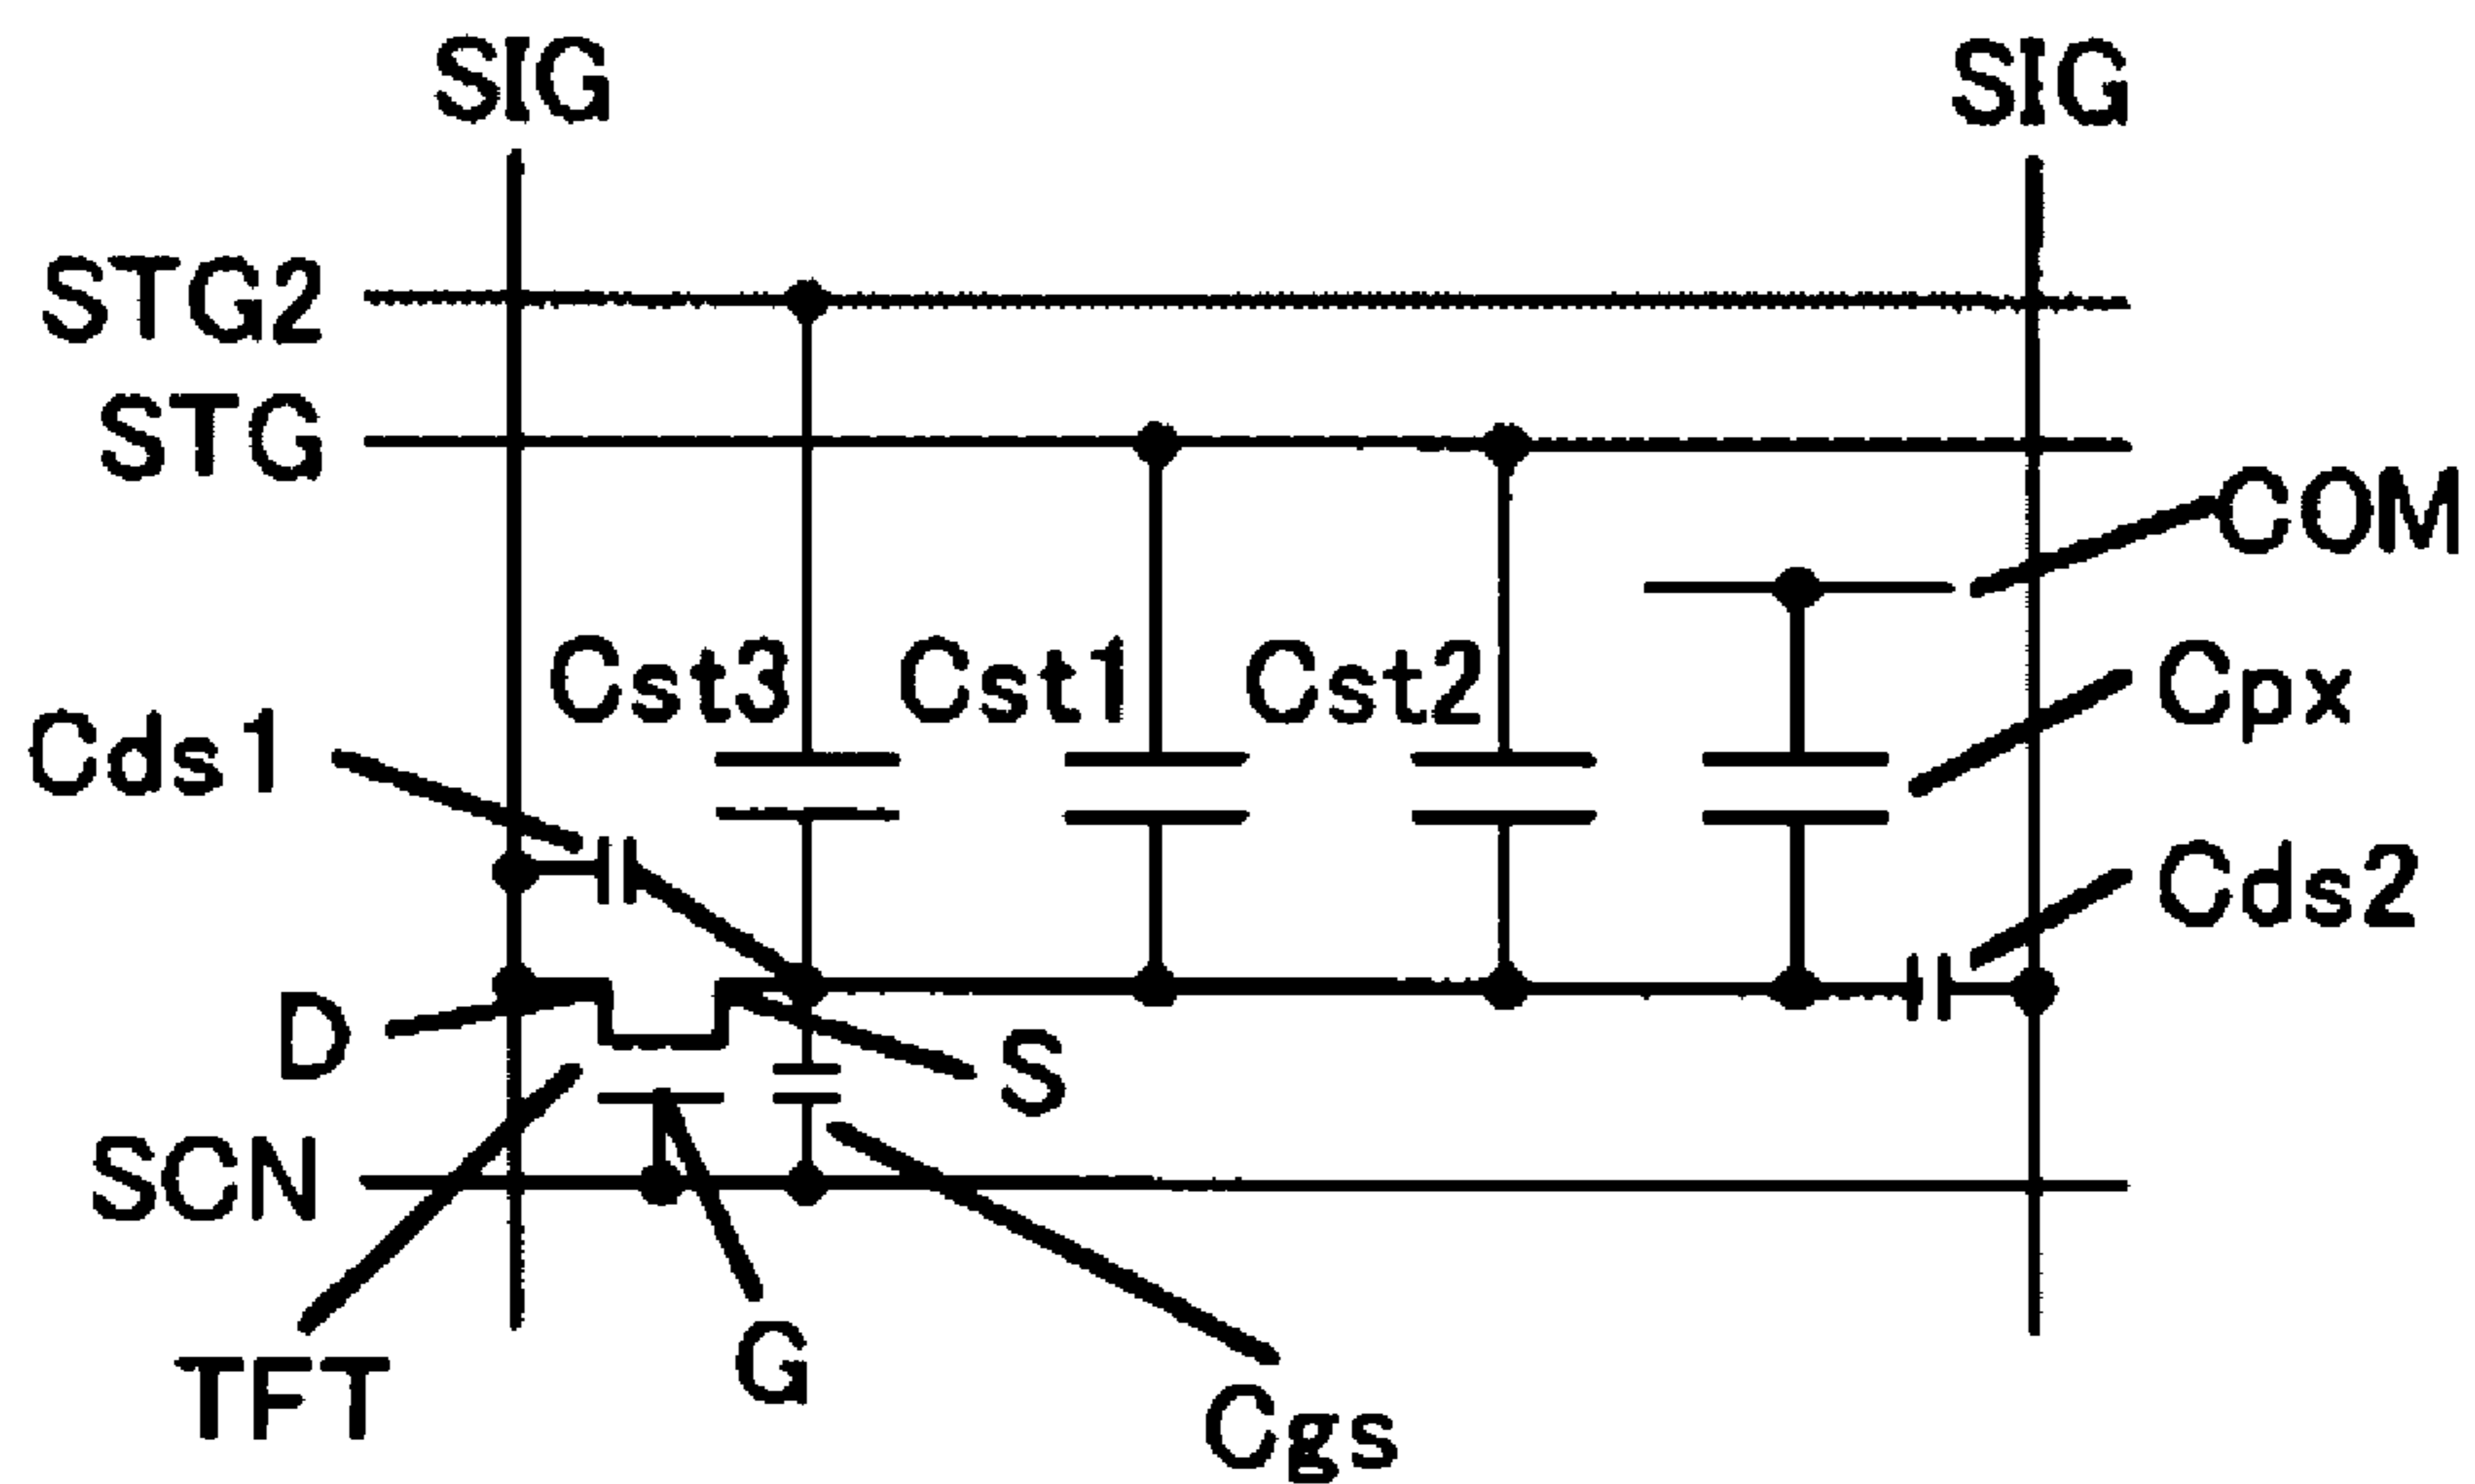 SIG
SIG
STG2
STG
COM
Cst3
Cst1
Cst2
Cpx
Cds1
Cds2
D
S
SCN
TFT
G
Cgs